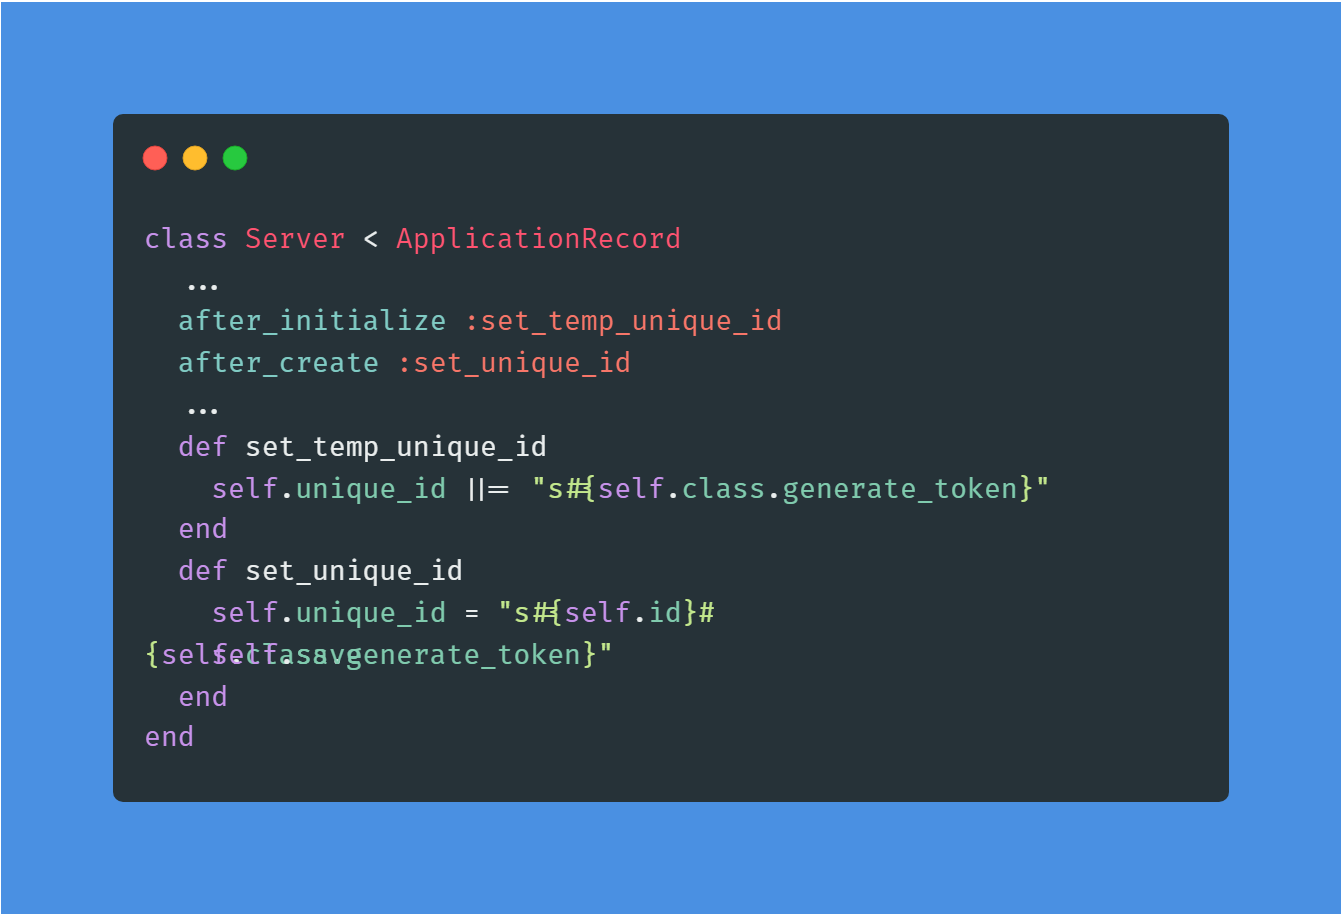 class Server < ApplicationRecord
...
after_initialize :set_temp_unique_id
after_create :set_unique_id
...
def set_temp_unique_id
self.unique_id ||= "s#{self.class.generate_token}"
end
def set_unique_id
self.unique_id = "s#{self.id}#
{self.class.generate_token}"
self.save
end
end